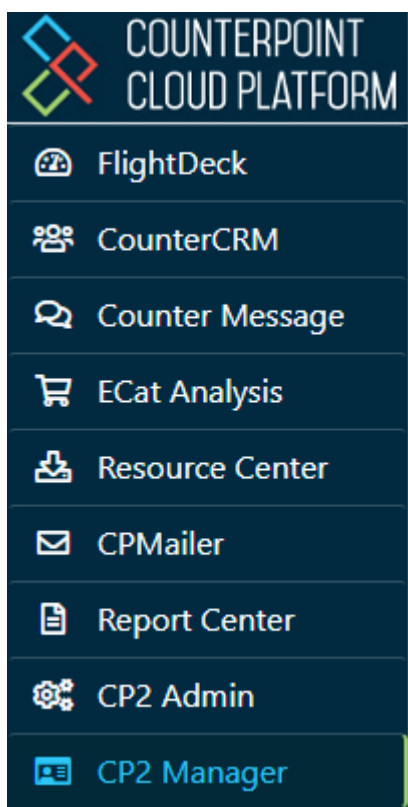 COUNTERPOINT
CLOUD PLATFORM
FlightDeck
CounterCRM
Counter Message
ECat Analysis
Resource Center
CPMailer
Report Center
CP2 Admin
CP2 Manager